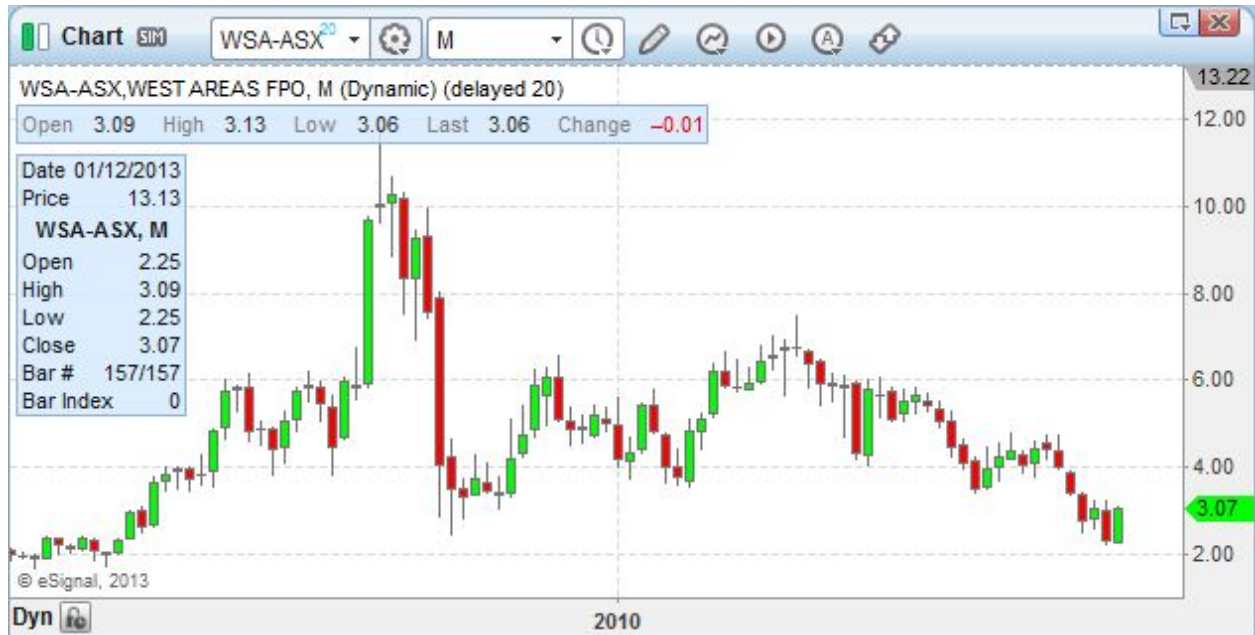 Chart SIM WSA-ASX20 M
WSA-ASX,WEST AREAS FPO, M (Dynamic) (delayed 20)
Open 3.09 High 3.13 Low 3.06 Last 3.06 Change –0.01
Date 01/12/2013
Price 13.13
WSA-ASX, M
Open 2.25
High 3.09
Low 2.25
Close 3.07
Bar # 157/157
Bar Index 0
13.22
12.00
10.00
8.00
6.00
4.00
3.07
2.00
© eSignal, 2013
Dyn
2010